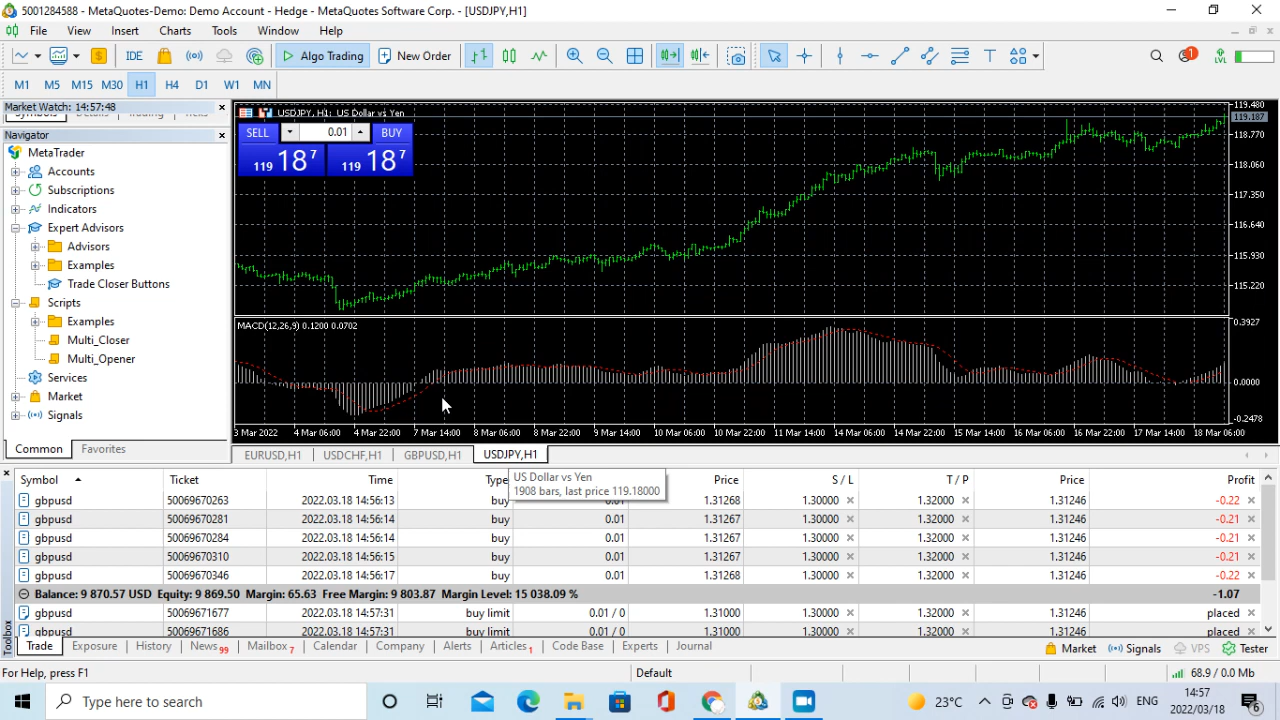 5001284588 - MetaQuotes-Demo: Demo Account - Hedge - MetaQuotes Software Corp. - [USDJPY,H1]
File View Insert Charts Tools Window Help
IDE Algo Trading New Order 1 LVL
M1 M5 M15 M30 H1 H4 D1 W1 MN
Market Watch: 14:57:48
Symbols Details Trading Ticks
Navigator
MetaTrader
Accounts
Subscriptions
Indicators
Expert Advisors
Advisors
Examples
Trade Closer Buttons
Scripts
Examples
Multi_Closer
Multi_Opener
Services
Market
Signals
Common Favorites
USDJPY, H1: US Dollar vs Yen
SELL 0.01 BUY
119 18 7 119 18 7
119.480
119.187
118.770
118.060
117.350
116.640
115.930
115.220
MACD(12,26,9) 0.1200 0.0702
0.3927
0.0000
-0.2478
3 Mar 2022 4 Mar 06:00 4 Mar 22:00 7 Mar 14:00 8 Mar 06:00 8 Mar 22:00 9 Mar 14:00 10 Mar 06:00 10 Mar 22:00 11 Mar 14:00 14 Mar 06:00 14 Mar 22:00 15 Mar 14:00 16 Mar 06:00 16 Mar 22:00 17 Mar 14:00 18 Mar 06:00
EURUSD,H1 USDCHF,H1 GBPUSD,H1 USDJPY,H1
US Dollar vs Yen
1908 bars, last price 119.18000
Symbol Ticket Time Type Price S / L T / P Price Profit
gbpusd 50069670263 2022.03.18 14:56:13 buy 0.01 1.31268 1.30000 1.32000 1.31246 -0.22
gbpusd 50069670281 2022.03.18 14:56:14 buy 0.01 1.31267 1.30000 1.32000 1.31246 -0.21
gbpusd 50069670284 2022.03.18 14:56:14 buy 0.01 1.31267 1.30000 1.32000 1.31246 -0.21
gbpusd 50069670310 2022.03.18 14:56:15 buy 0.01 1.31267 1.30000 1.32000 1.31246 -0.21
gbpusd 50069670346 2022.03.18 14:56:17 buy 0.01 1.31268 1.30000 1.32000 1.31246 -0.22
Balance: 9 870.57 USD Equity: 9 869.50 Margin: 65.63 Free Margin: 9 803.87 Margin Level: 15 038.09 % -1.07
gbpusd 50069671677 2022.03.18 14:57:31 buy limit 0.01 / 0 1.31000 1.30000 1.32000 1.31246 placed
gbpusd 50069671686 2022.03.18 14:57:31 buy limit 0.01 / 0 1.31000 1.30000 1.32000 1.31246 placed
Toolbox
Trade Exposure History News 99 Mailbox 7 Calendar Company Alerts Articles 1 Code Base Experts Journal Market Signals VPS Tester
For Help, press F1 Default 68.9 / 0.0 Mb
Type here to search 23°C ENG 14:57
2022/03/18 6